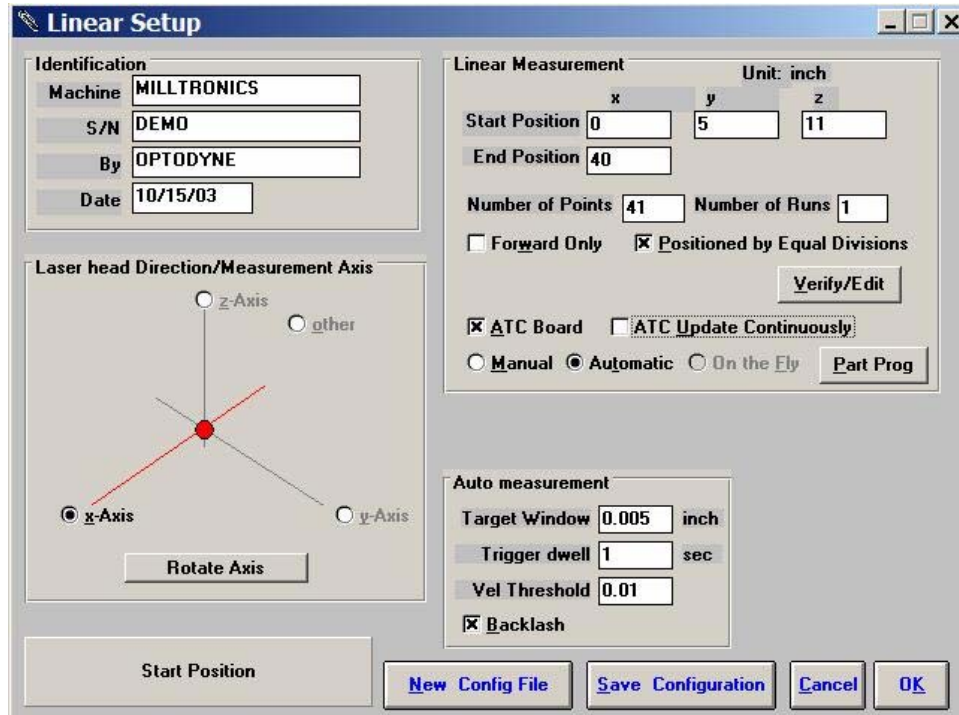 Linear Setup
Identification
Machine MILLTRONICS
S/N DEMO
By OPTODYNE
Date 10/15/03
Laser head Direction/Measurement Axis
z-Axis
other
x-Axis
y-Axis
Rotate Axis
Start Position
Linear Measurement
Unit: inch
x y z
Start Position 0 5 11
End Position 40
Number of Points 41 Number of Runs 1
Forward Only Positioned by Equal Divisions
Verify/Edit
ATC Board ATC Update Continuously
Manual Automatic On the Fly Part Prog
Auto measurement
Target Window 0.005 inch
Trigger dwell 1 sec
Vel Threshold 0.01
Backlash
New Config File Save Configuration Cancel OK